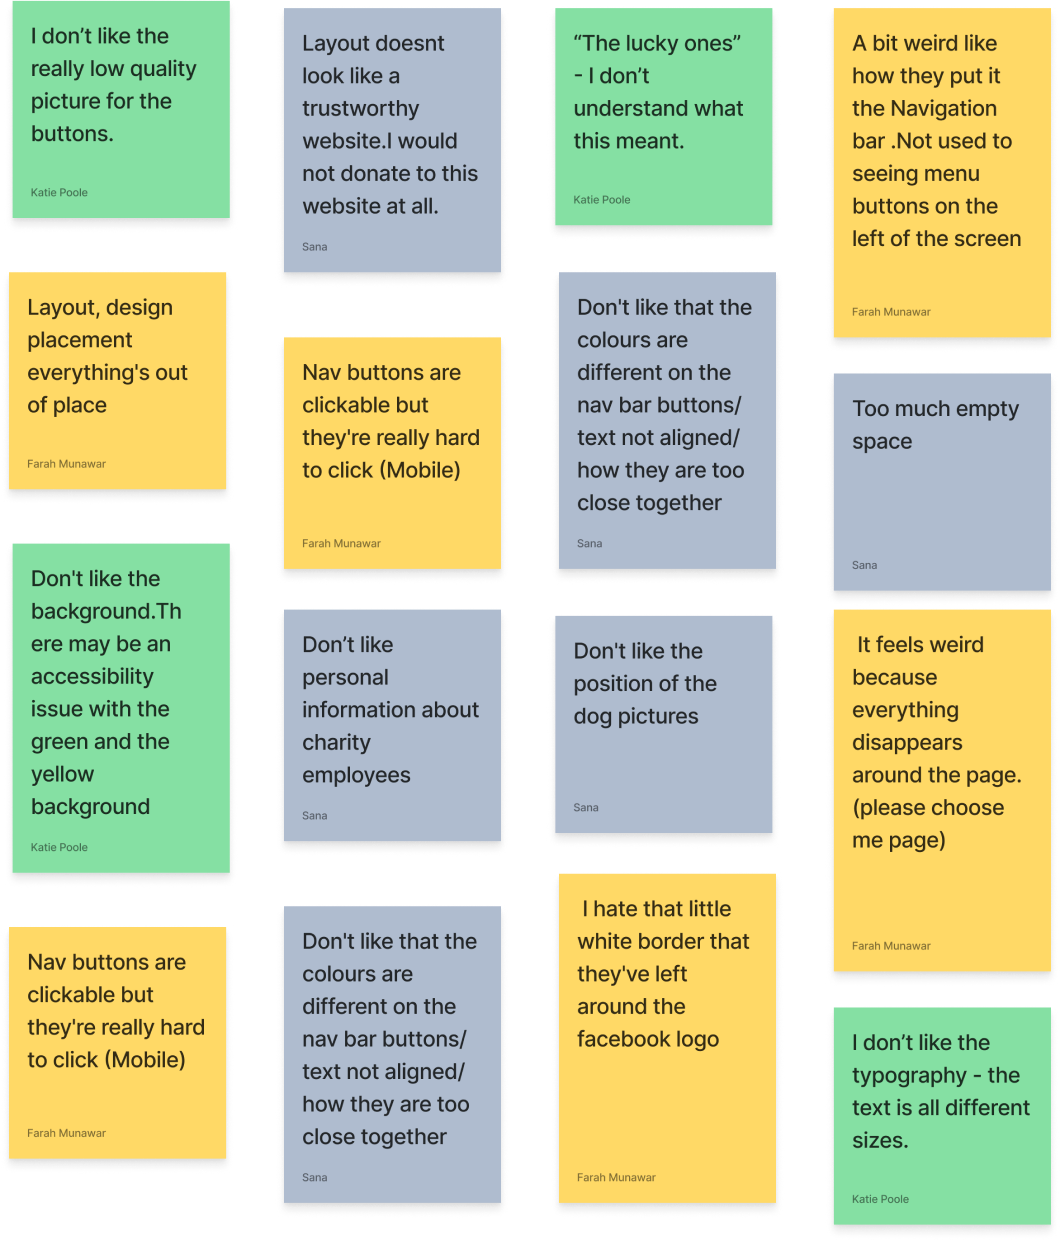 I don’t like the
really low quality
picture for the
buttons.
Katie Poole
Layout doesnt
look like a
trustworthy
website.I would
not donate to this
website at all.
Sana
“The lucky ones”
- I don’t
understand what
this meant.
Katie Poole
A bit weird like
how they put it
the Navigation
bar .Not used to
seeing menu
buttons on the
left of the screen
Farah Munawar
Layout, design
placement
everything's out
of place
Farah Munawar
Nav buttons are
clickable but
they're really hard
to click (Mobile)
Farah Munawar
Don't like that the
colours are
different on the
nav bar buttons/
text not aligned/
how they are too
close together
Sana
Too much empty
space
Sana
Don't like the
background.Th
ere may be an
accessibility
issue with the
green and the
yellow
background
Katie Poole
Don’t like
personal
information about
charity
employees
Sana
Don't like the
position of the
dog pictures
Sana
It feels weird
because
everything
disappears
around the page.
(please choose
me page)
Farah Munawar
Nav buttons are
clickable but
they're really hard
to click (Mobile)
Farah Munawar
Don't like that the
colours are
different on the
nav bar buttons/
text not aligned/
how they are too
close together
Sana
I hate that little
white border that
they've left
around the
facebook logo
Farah Munawar
I don’t like the
typography - the
text is all different
sizes.
Katie Poole